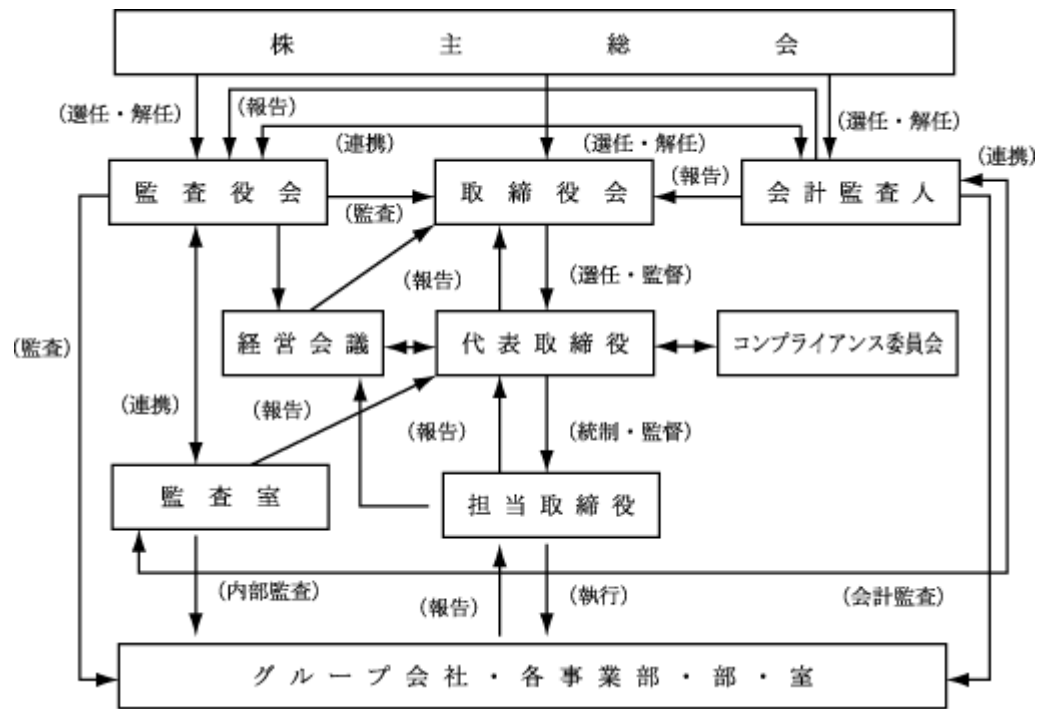 株主総会
(選任・解任)
(報告)
(選任・解任)
(連携)
(選任・解任)
(連携)
監査役会
取締役会
(報告)
会計監査人
(監査)
(報告)
(選任・監督)
(監査)
経営会議
代表取締役
コンプライアンス委員会
(連携)
(報告)
(報告)
(統制・監督)
監査室
担当取締役
(内部監査)
(報告)
(執行)
(会計監査)
グループ会社・各事業部・部・室